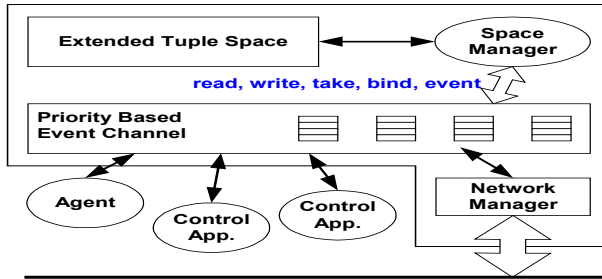 Extended Tuple Space
Space
Manager
read, write, take, bind, event
Priority Based
Event Channel
Agent
Control
App.
Control
App.
Network
Manager